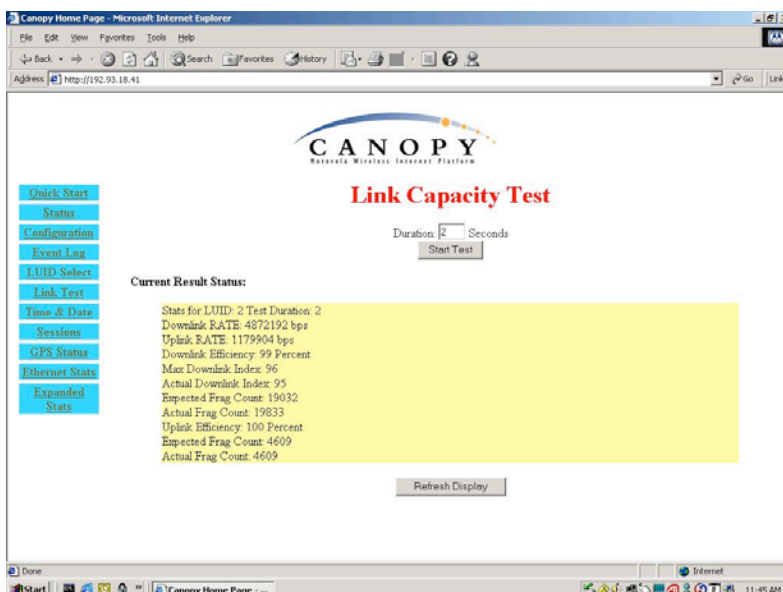 Canopy Home Page - Microsoft Internet Explorer
File Edit View Favorites Tools Help
Back Search Favorites History
Address http://192.93.18.41 Go Link
CANOPY
Motorola Wireless Internet Platform
Quick Start
Status
Configuration
Event Log
LUID Select
Link Test
Time & Date
Sessions
GPS Status
Ethernet Stats
Expanded
Stats
Link Capacity Test
Duration: 2 Seconds
Start Test
Current Result Status:
Stats for LUID: 2 Test Duration: 2
Downlink RATE: 4872192 bps
Uplink RATE: 1179904 bps
Downlink Efficiency: 99 Percent
Max Downlink Index: 96
Actual Downlink Index: 95
Expected Frag Count: 19032
Actual Frag Count: 19833
Uplink Efficiency: 100 Percent
Expected Frag Count: 4609
Actual Frag Count: 4609
Refresh Display
Done Internet
Start Canopy Home Page - ... 11:45 AM